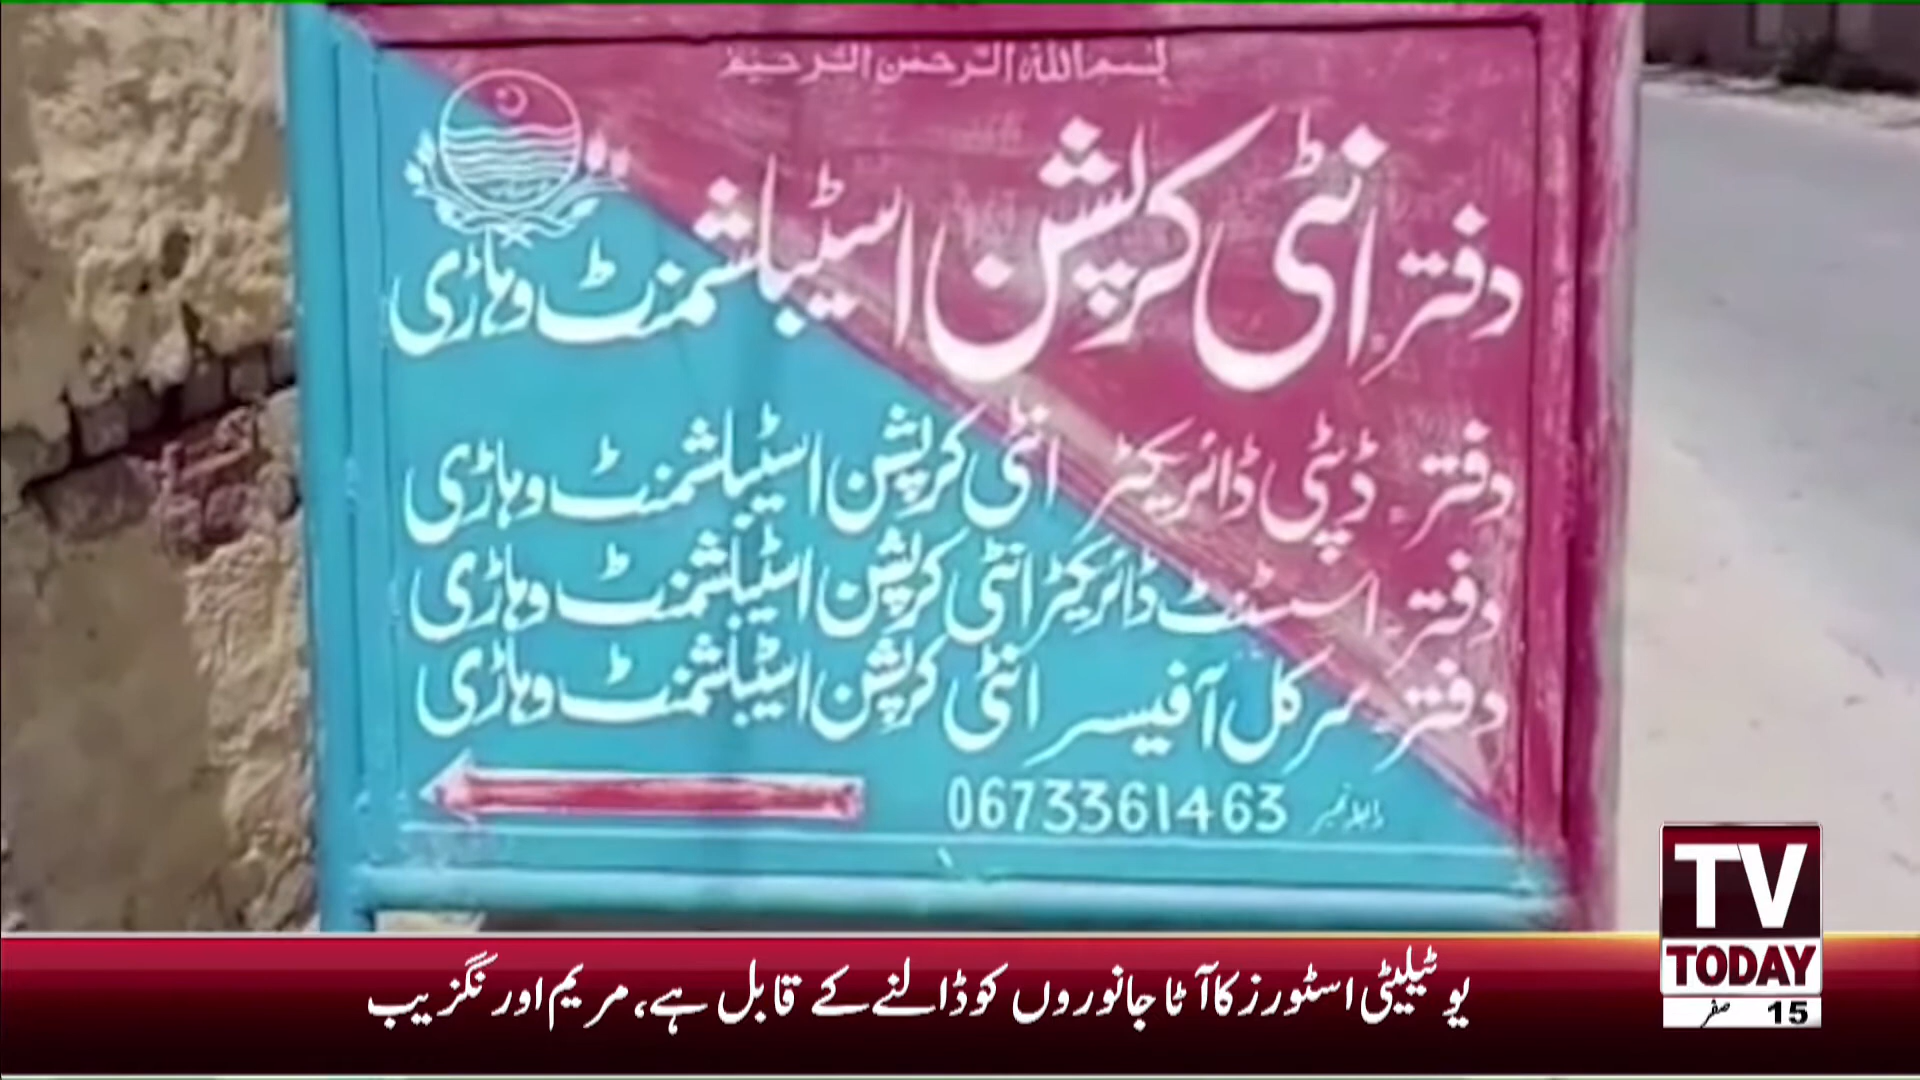 بسم اللہ الرحمن الرحیم
دفتر انٹی کرپشن اسٹیبلشمنٹ وہاڑی
دفتر ڈپٹی ڈائریکٹر انٹی کرپشن اسٹیبلشمنٹ وہاڑی
دفتر اسسٹنٹ ڈائریکٹر انٹی کرپشن اسٹیبلشمنٹ وہاڑی
دفتر سرکل آفیسر انٹی کرپشن اسٹیبلشمنٹ وہاڑی
رابطہ نمبر 0673361463
TV
TODAY
15 صفر
یوٹیلیٹی اسٹورز کا آٹا جانوروں کو ڈالنے کے قابل ہے، مریم اورنگزیب